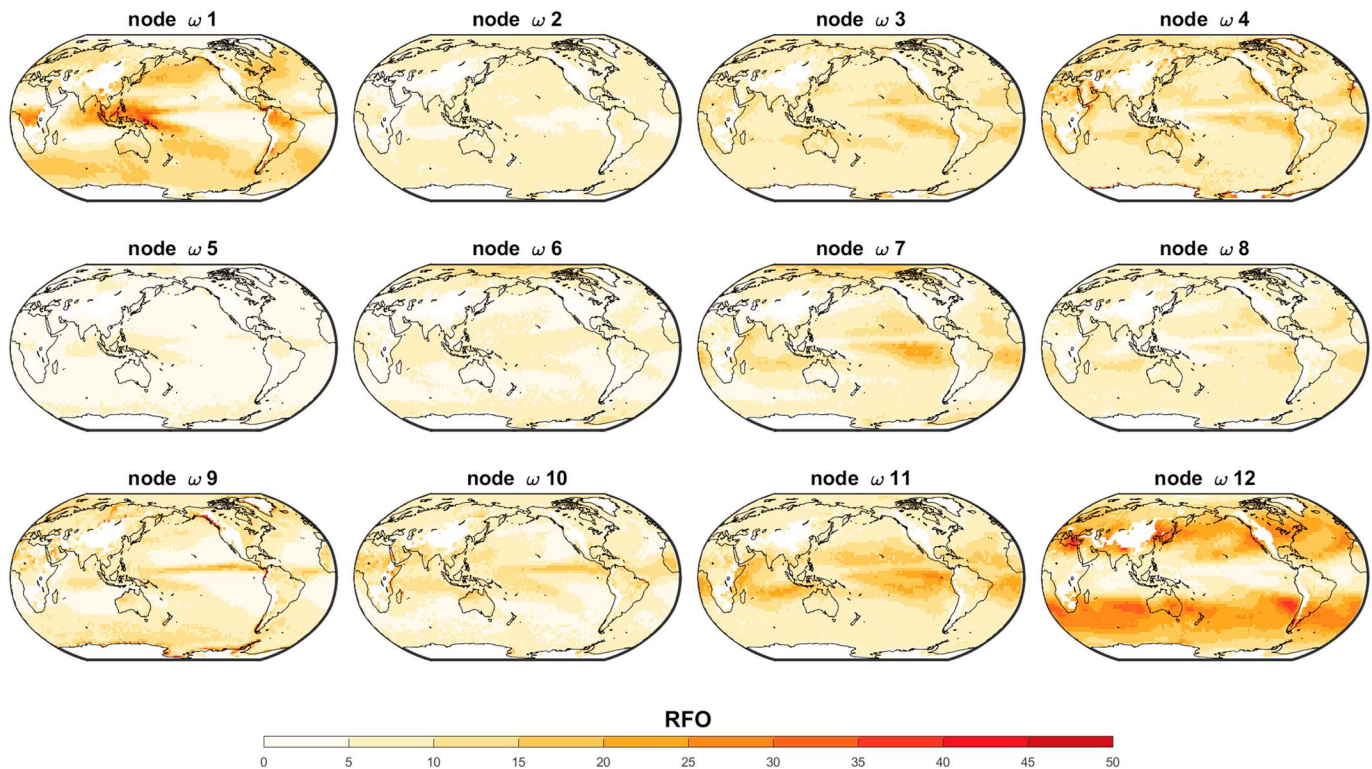 node ω 1
node ω 2
node ω 3
node ω 4
node ω 5
node ω 6
node ω 7
node ω 8
node ω 9
node ω 10
node ω 11
node ω 12
RFO
0 5 10 15 20 25 30 35 40 45 50